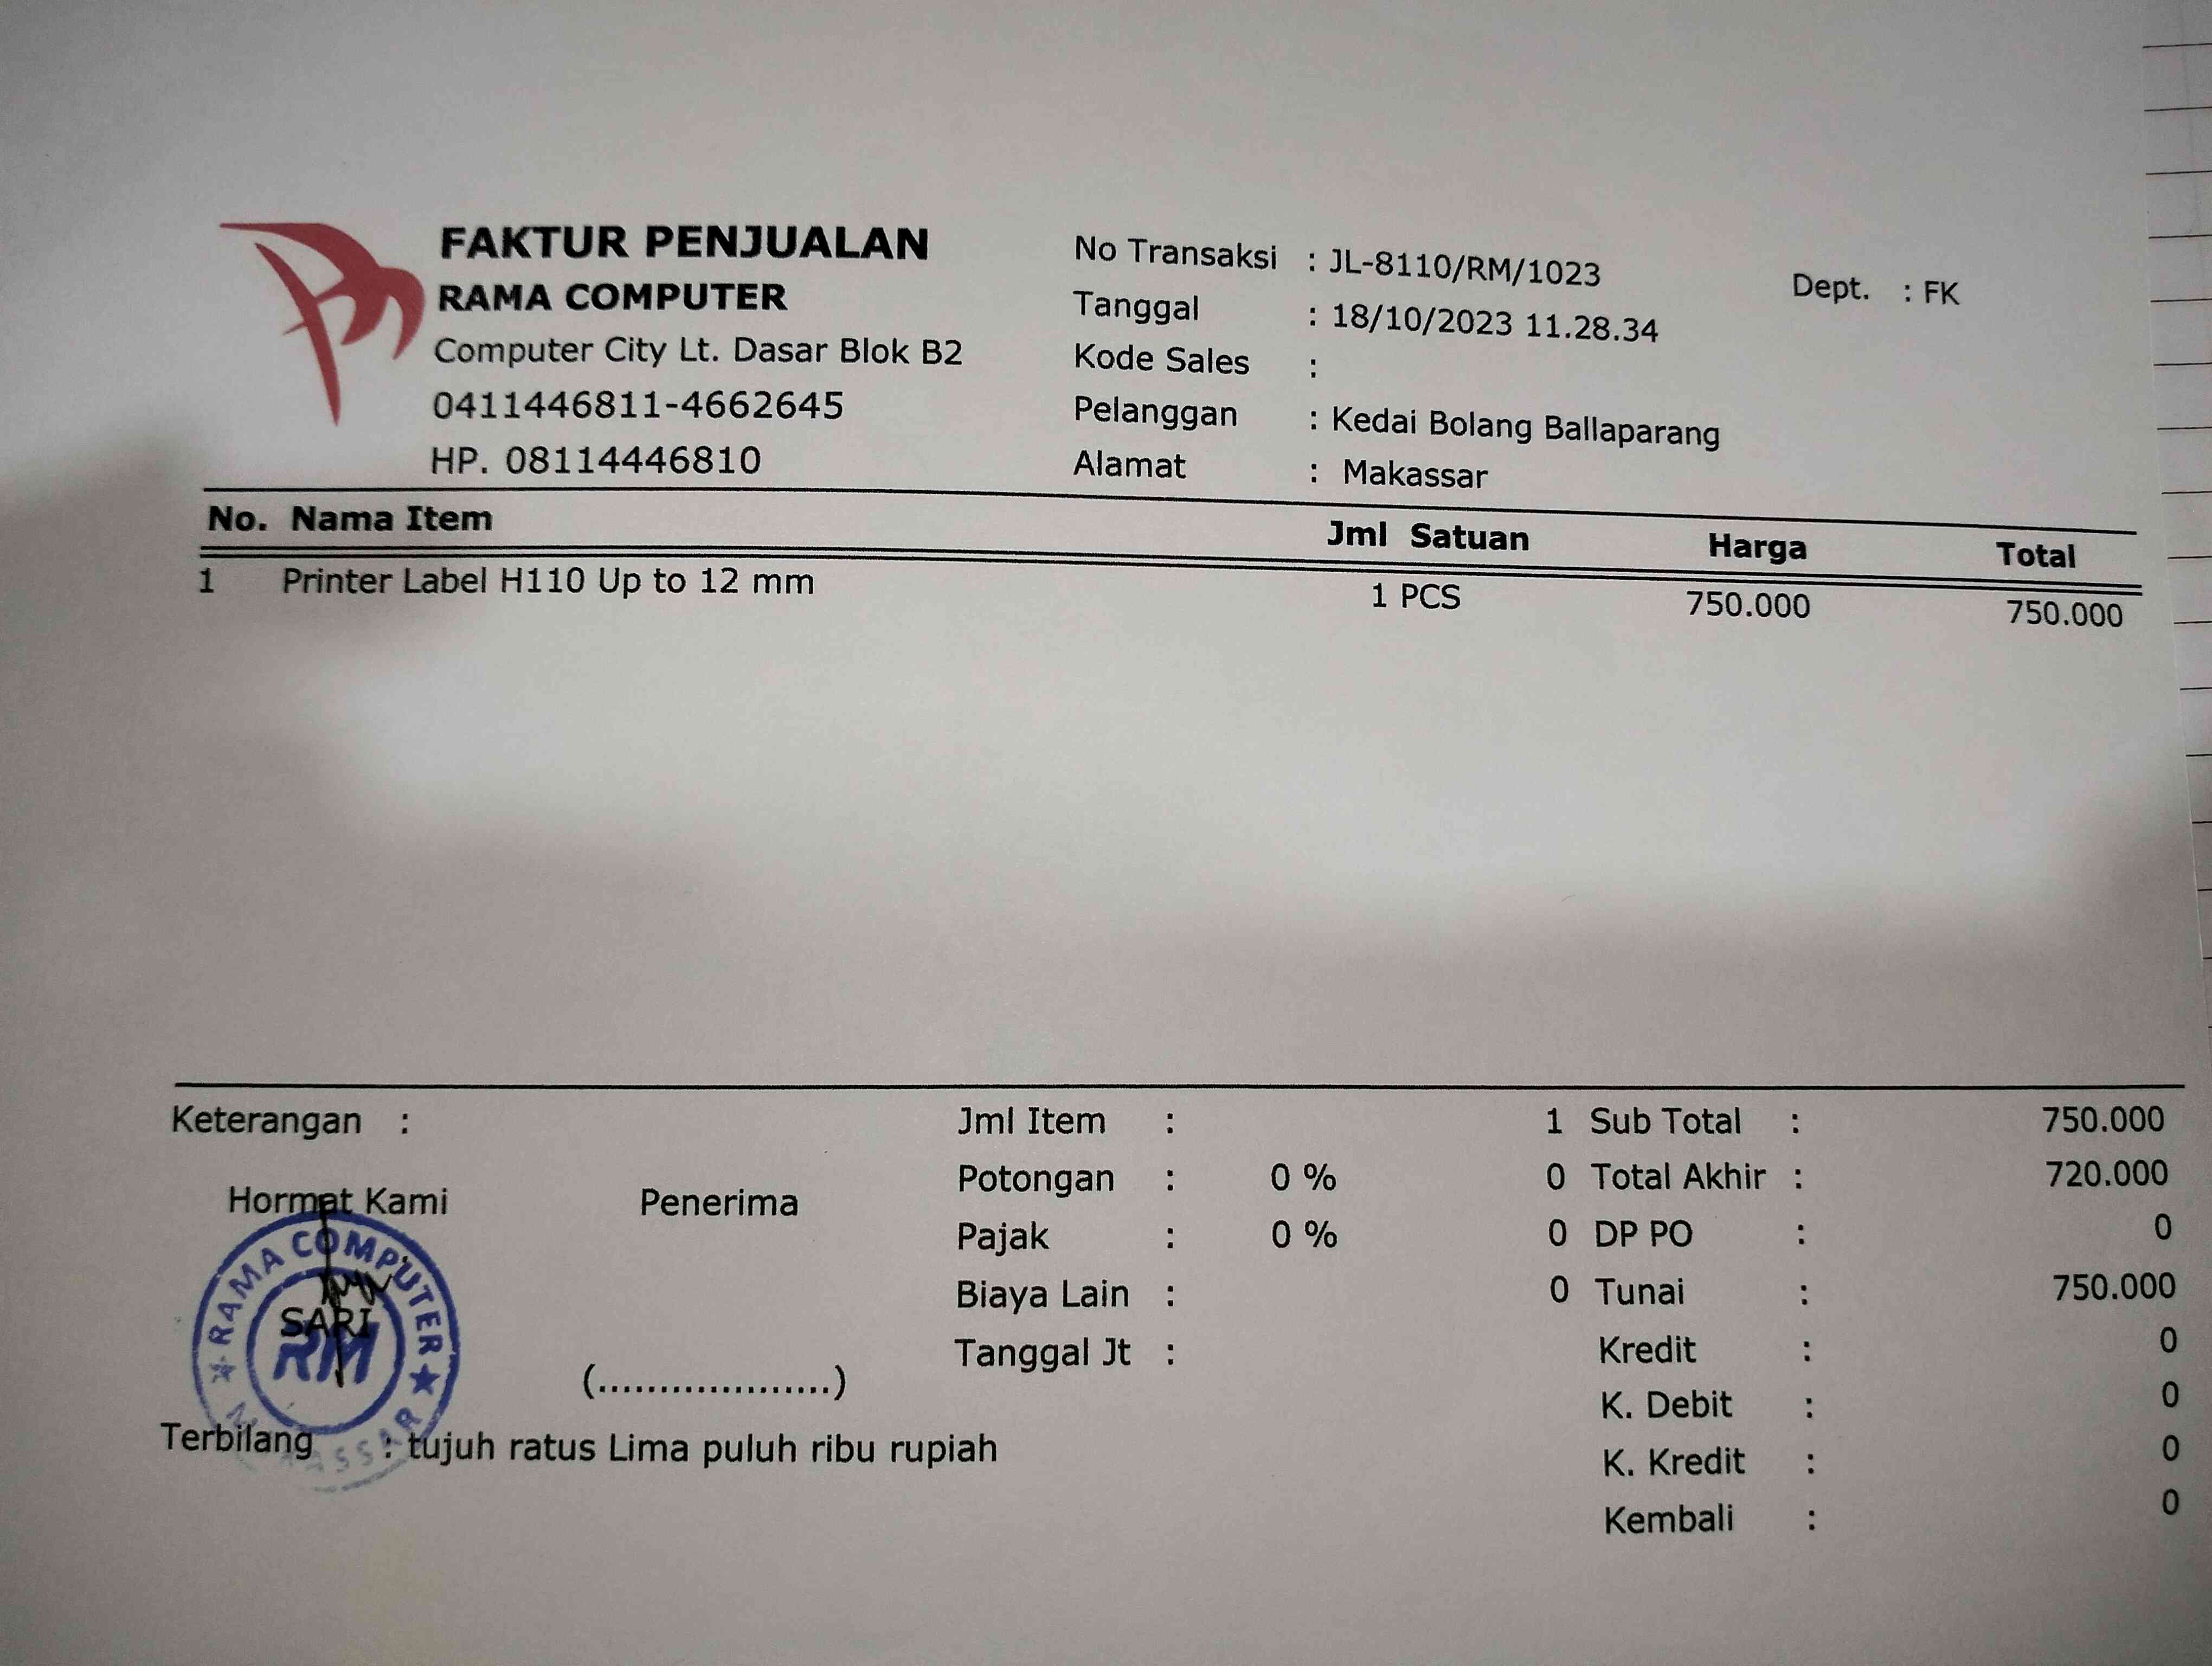 FAKTUR PENJUALAN
RAMA COMPUTER
Computer City Lt. Dasar Blok B2
0411446811-4662645
HP. 08114446810
No Transaksi : JL-8110/RM/1023
Dept. : FK
Tanggal : 18/10/2023 11.28.34
Kode Sales :
Pelanggan : Kedai Bolang Ballaparang
Alamat : Makassar
No. Nama Item Jml Satuan Harga Total
1 Printer Label H110 Up to 12 mm 1 PCS 750.000 750.000
Keterangan :
Hormat Kami
Penerima
RAMA COMPUTER
SARI
RM
MAKASSAR
(....................)
Terbilang : tujuh ratus Lima puluh ribu rupiah
Jml Item : 1
Potongan : 0 % 0
Pajak : 0 % 0
Biaya Lain : 0
Tanggal Jt :
Sub Total : 750.000
Total Akhir : 720.000
DP PO : 0
Tunai : 750.000
Kredit : 0
K. Debit : 0
K. Kredit : 0
Kembali : 0